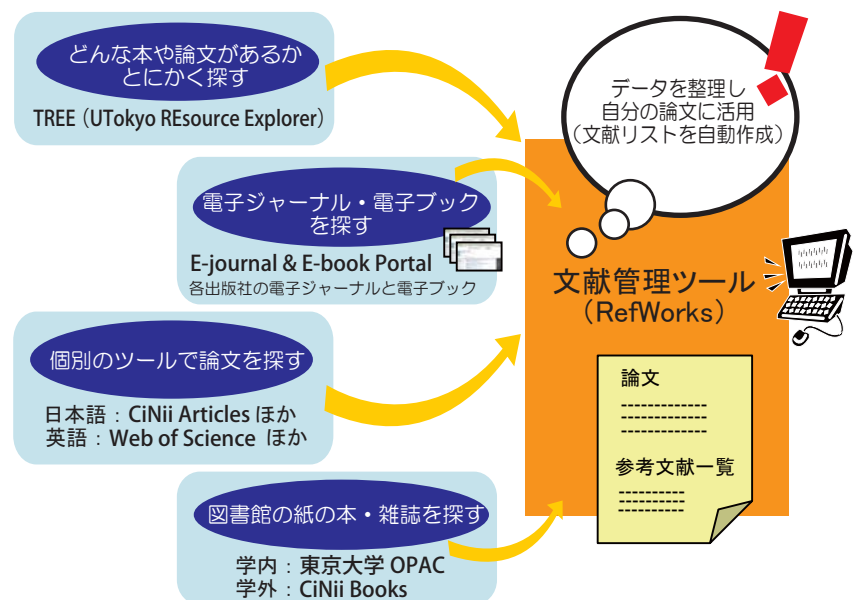 どんな本や論文があるか
とにかく探す
TREE（UTokyo REsource Explorer）
電子ジャーナル・電子ブック
を探す
E-journal & E-book Portal
各出版社の電子ジャーナルと電子ブック
個別のツールで論文を探す
日本語：CiNii Articles ほか
英語：Web of Science ほか
図書館の紙の本・雑誌を探す
学内：東京大学 OPAC
学外：CiNii Books
データを整理し
自分の論文に活用
（文献リストを自動作成）
文献管理ツール
（RefWorks）
論文
参考文献一覧